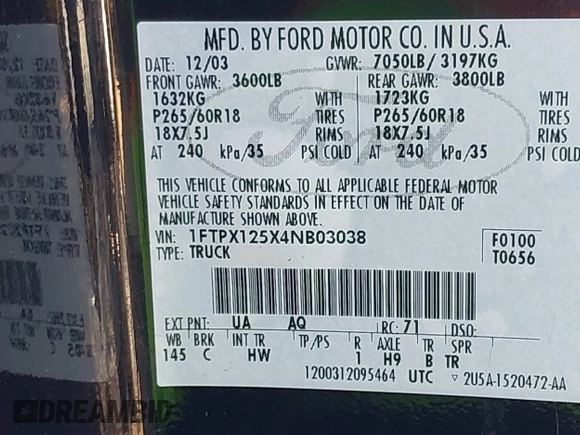 MFD. BY FORD MOTOR CO. IN U.S.A.
DATE: 12/03 GVWR: 7050LB/ 3197KG
FRONT GAWR: 3600LB REAR GAWR: 3800LB
1632KG WITH 1723KG WITH
P265/60R18 TIRES P265/60R18 TIRES
18X7.5J RIMS 18X7.5J RIMS
AT 240 kPa/35 PSI COLD AT 240 kPa/35 PSI COLD
Ford
THIS VEHICLE CONFORMS TO ALL APPLICABLE FEDERAL MOTOR
VEHICLE SAFETY STANDARDS IN EFFECT ON THE DATE OF
MANUFACTURE SHOWN ABOVE.
VIN: 1FTPX125X4NB03038 F0100
TYPE: TRUCK T0656
EXT PNT: UA AQ RC: 71 DSO:
WB BRK INT TR TP/PS R AXLE TR SPR
145 C HW 1 H9 B TR
1200312095464 UTC 2U5A-1520472-AA
DREAMBID